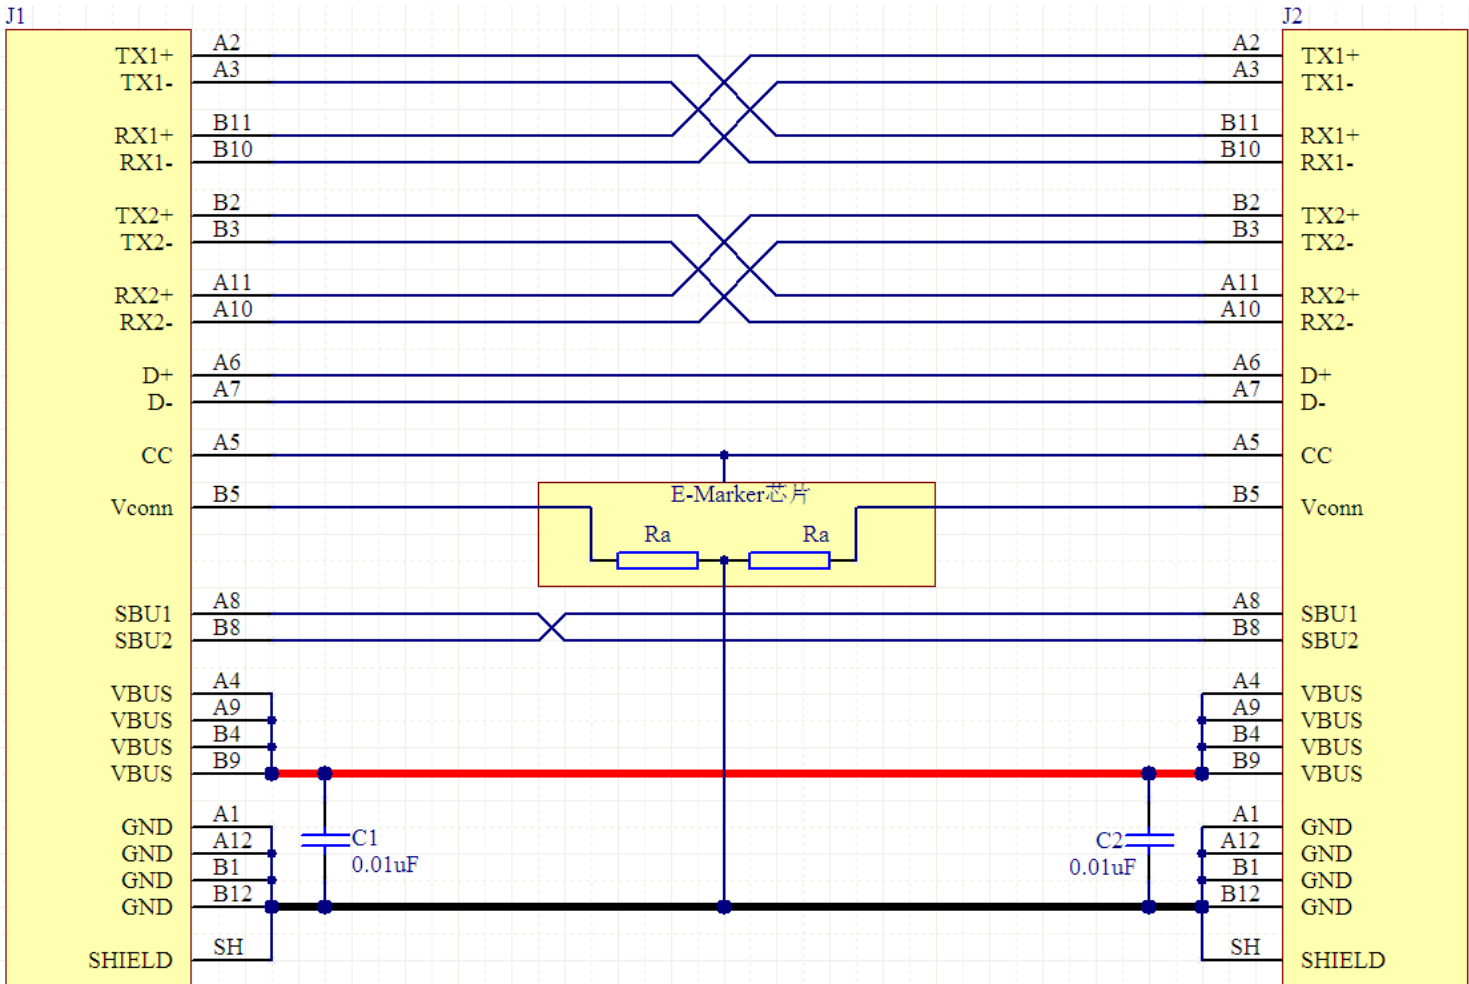 J1 J2
TX1+ A2 A2 TX1+
TX1- A3 A3 TX1-
RX1+ B11 B11 RX1+
RX1- B10 B10 RX1-
TX2+ B2 B2 TX2+
TX2- B3 B3 TX2-
RX2+ A11 A11 RX2+
RX2- A10 A10 RX2-
D+ A6 A6 D+
D- A7 A7 D-
CC A5 A5 CC
E-Marker芯片
Vconn B5 B5 Vconn
Ra Ra
SBU1 A8 A8 SBU1
SBU2 B8 B8 SBU2
VBUS A4 A4 VBUS
VBUS A9 A9 VBUS
VBUS B4 B4 VBUS
VBUS B9 B9 VBUS
GND A1 A1 GND
C1 C2
GND A12 A12 GND
0.01uF 0.01uF
GND B1 B1 GND
GND B12 B12 GND
SHIELD SH SH SHIELD